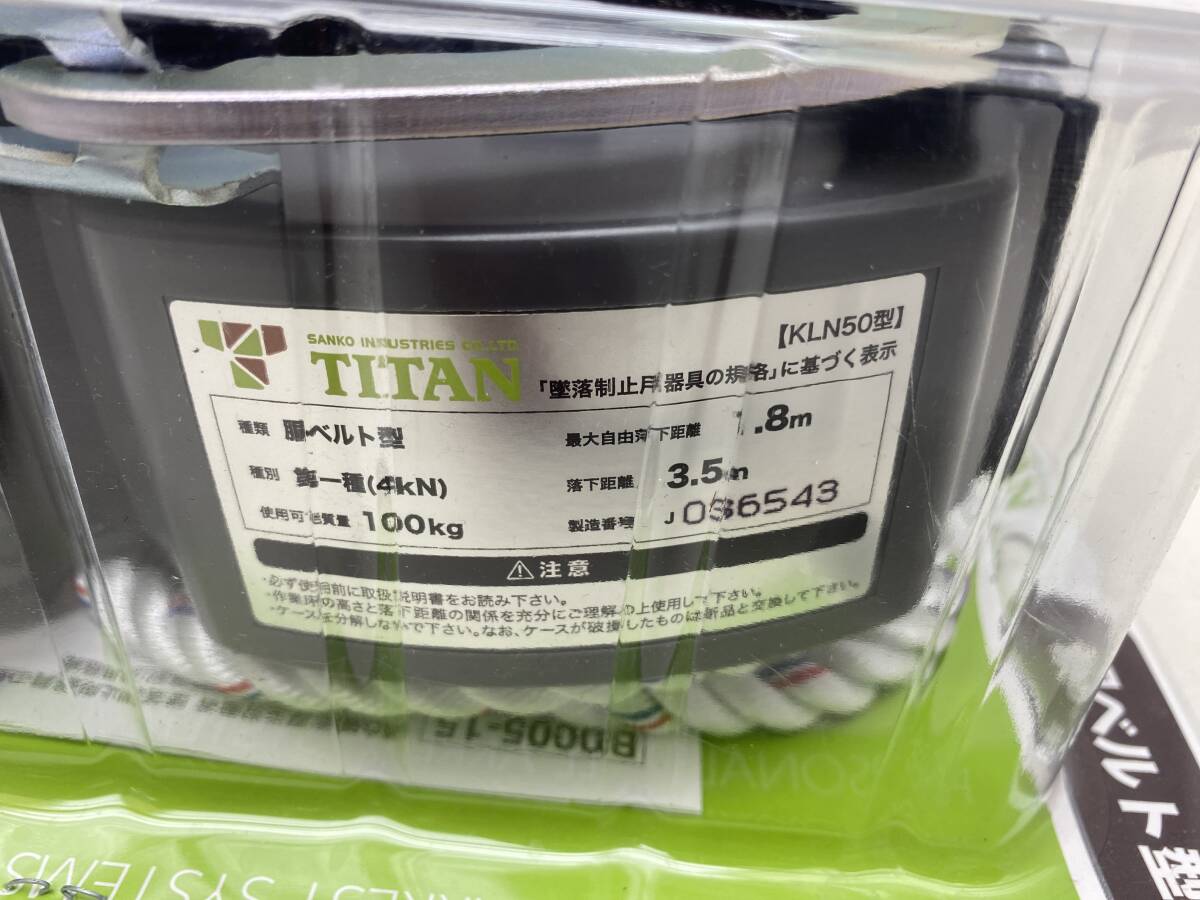 SANKO INDUSTRIES CO.,LTD.
TITAN
【KLN50型】
「墜落制止用器具の規格」に基づく表示
種類 胴ベルト型
最大自由落下距離 1.8m
種別 第一種(4kN)
落下距離 3.5m
使用可能質量 100kg
製造番号 J 036543
⚠注意
・必ず使用前に取扱説明書をお読み下さい。
・作業床の高さと落下距離の関係を充分にご理解の上使用して下さい。
・ケースは分解しないで下さい。なお、ケースが破損したものは新品と交換して下さい。
BD005-15
ベルト型
SYSTEMS